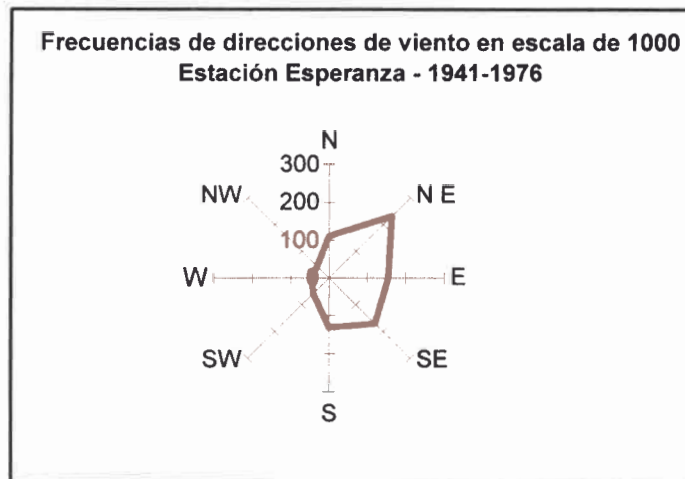 Frecuencias de direcciones de viento en escala de 1000
Estación Esperanza - 1941-1976
N
300
NW
200
N E
100
W
E
SW
SE
S